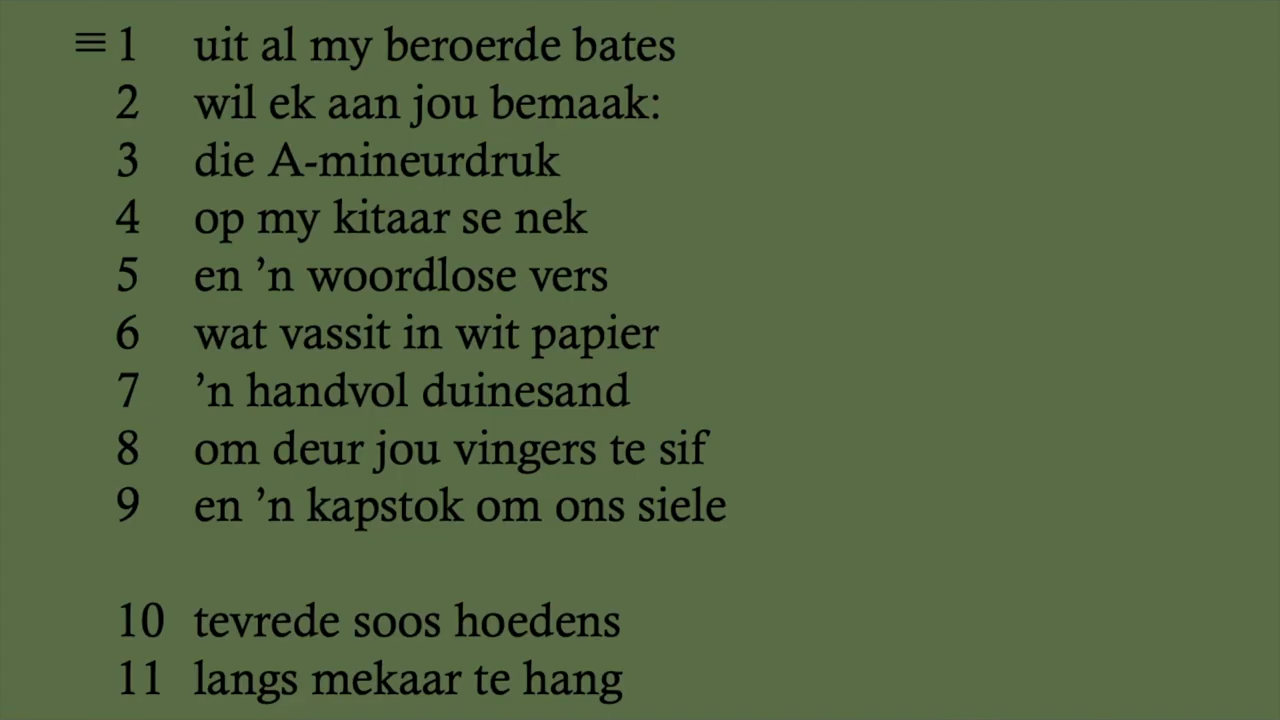 ≡ 1 uit al my beroerde bates
2 wil ek aan jou bemaak:
3 die A-mineurdruk
4 op my kitaar se nek
5 en ’n woordlose vers
6 wat vassit in wit papier
7 ’n handvol duinesand
8 om deur jou vingers te sif
9 en ’n kapstok om ons siele
10 tevrede soos hoedens
11 langs mekaar te hang